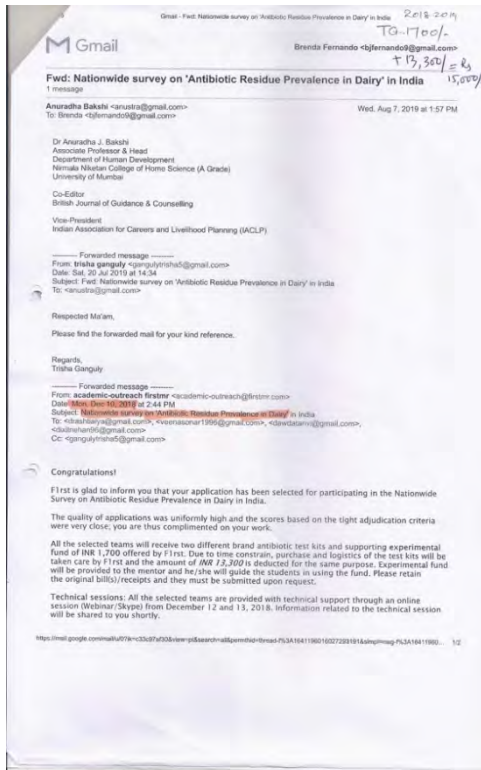 Gmail - Fwd: Nationwide survey on 'Antibiotic Residue Prevalence in Dairy' in India
2018-2019
TG-1700/-
+ 13,300/- = Rs
15,000/-
Gmail
Brenda Fernando <bjfernando9@gmail.com>
Fwd: Nationwide survey on 'Antibiotic Residue Prevalence in Dairy' in India
1 message
Anuradha Bakshi <anustra@gmail.com>
Wed, Aug 7, 2019 at 1:57 PM
To: Brenda <bjfernando9@gmail.com>
Dr Anuradha J. Bakshi
Associate Professor & Head
Department of Human Development
Nirmala Niketan College of Home Science (A Grade)
University of Mumbai
Co-Editor
British Journal of Guidance & Counselling
Vice-President
Indian Association for Careers and Livelihood Planning (IACLP)
---------- Forwarded message ---------
From: trisha ganguly <gangulytrisha5@gmail.com>
Date: Sat, 20 Jul 2019 at 14:34
Subject: Fwd: Nationwide survey on 'Antibiotic Residue Prevalence in Dairy' in India
To: <anustra@gmail.com>
Respected Ma'am,
Please find the forwarded mail for your kind reference.
Regards,
Trisha Ganguly
---------- Forwarded message ---------
From: academic-outreach firstmr <academic-outreach@firstmr.com>
Date: Mon, Dec 10, 2018 at 2:44 PM
Subject: Nationwide survey on 'Antibiotic Residue Prevalence in Dairy' in India
To: <veenasonar1986@gmail.com>,
Cc: <gangulytrisha5@gmail.com>
Congratulations!
F1rst is glad to inform you that your application has been selected for participating in the Nationwide
Survey on Antibiotic Residue Prevalence in Dairy in India.
The quality of applications was uniformly high and the scores based on the tight adjudication criteria
were very close; you are thus complimented on your work.
All the selected teams will receive two different brand antibiotic test kits and supporting experimental
fund of INR 1,700 offered by F1rst. Due to time constrain, purchase and logistics of the test kits will be
taken care by F1rst and the amount of INR 13,300 is deducted for the same purpose. Experimental fund
will be provided to the mentor and he/she will guide the students in using the fund. Please retain
the original bill(s)/receipts and they must be submitted upon request.
Technical sessions: All the selected teams are provided with technical support through an online
session (Webinar/Skype) from December 12 and 13, 2018. Information related to the technical session
will be shared to you shortly.
1/2